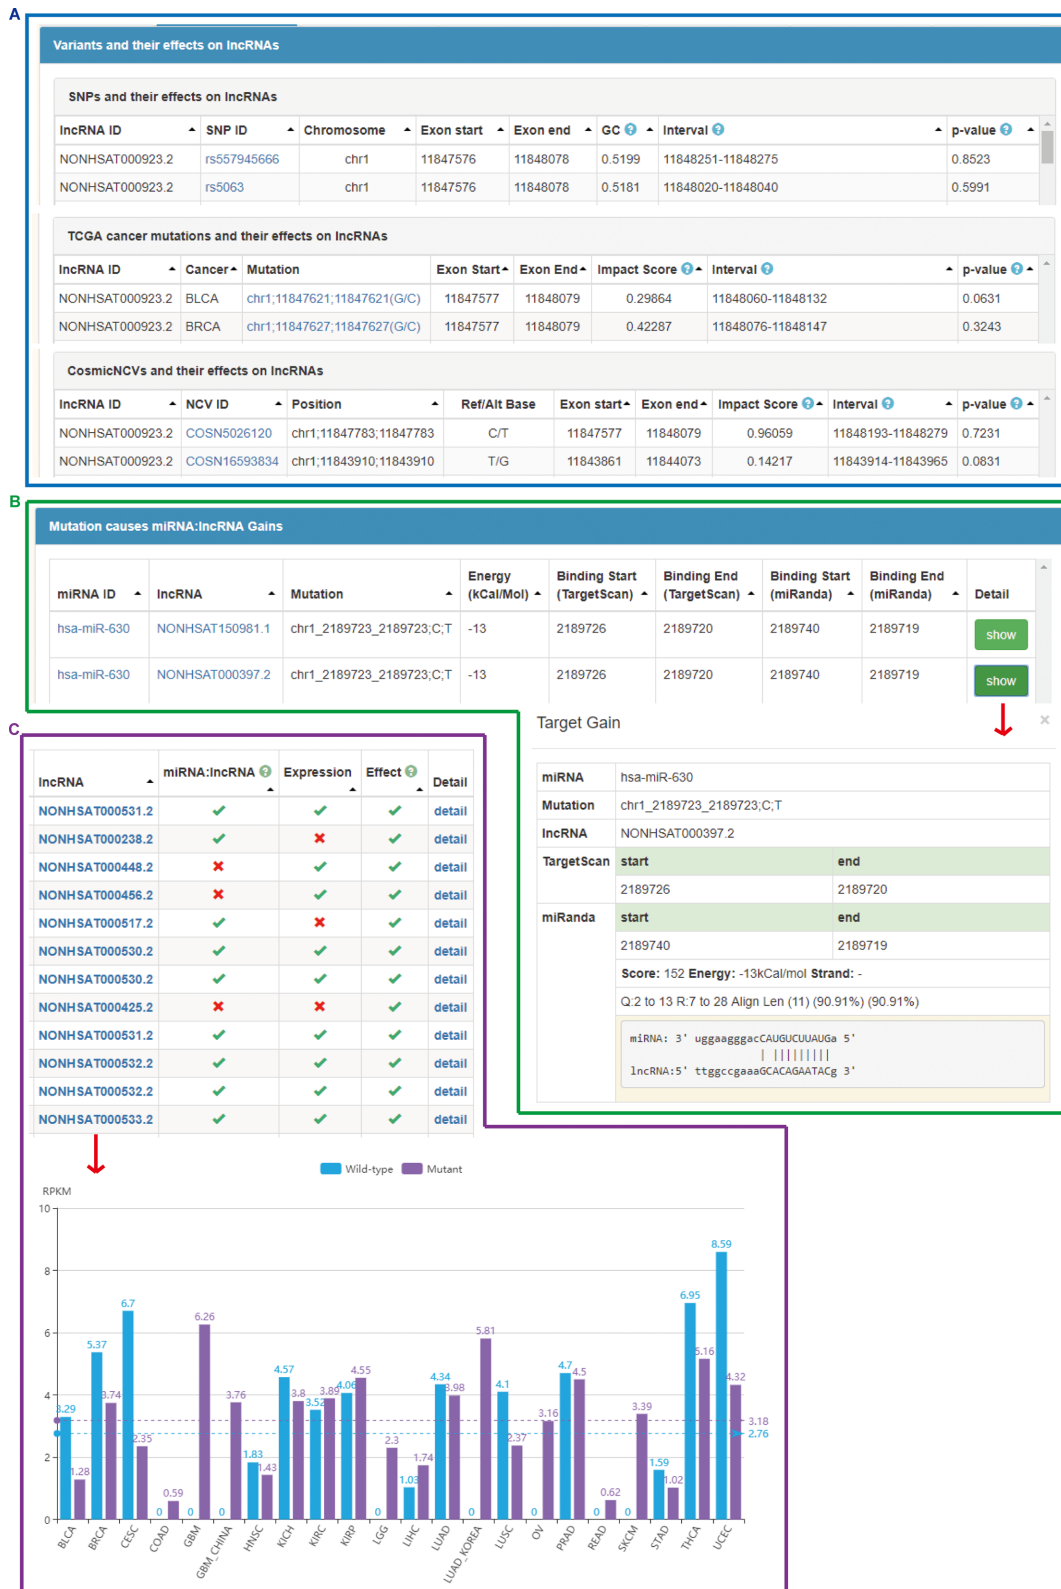 A
Variants and their effects on lncRNAs
SNPs and their effects on lncRNAs
lncRNA ID SNP ID Chromosome Exon start Exon end GC ? Interval ? p-value ?
NONHSAT000923.2 rs557945666 chr1 11847576 11848078 0.5199 11848251-11848275 0.8523
NONHSAT000923.2 rs5063 chr1 11847576 11848078 0.5181 11848020-11848040 0.5991
TCGA cancer mutations and their effects on lncRNAs
lncRNA ID Cancer Mutation Exon Start Exon End Impact Score ? Interval ? p-value ?
NONHSAT000923.2 BLCA chr1;11847621;11847621(G/C) 11847577 11848079 0.29864 11848060-11848132 0.0631
NONHSAT000923.2 BRCA chr1;11847627;11847627(G/C) 11847577 11848079 0.42287 11848076-11848147 0.3243
CosmicNCVs and their effects on lncRNAs
lncRNA ID NCV ID Position Ref/Alt Base Exon start Exon end Impact Score ? Interval ? p-value ?
NONHSAT000923.2 COSN5026120 chr1;11847783;11847783 C/T 11847577 11848079 0.96059 11848193-11848279 0.7231
NONHSAT000923.2 COSN16593834 chr1;11843910;11843910 T/G 11843861 11844073 0.14217 11843914-11843965 0.0831
B
Mutation causes miRNA:lncRNA Gains
miRNA ID lncRNA Mutation Energy (kCal/Mol) Binding Start (TargetScan) Binding End (TargetScan) Binding Start (miRanda) Binding End (miRanda) Detail
hsa-miR-630 NONHSAT150981.1 chr1_2189723_2189723;C;T -13 2189726 2189720 2189740 2189719 show
hsa-miR-630 NONHSAT000397.2 chr1_2189723_2189723;C;T -13 2189726 2189720 2189740 2189719 show
Target Gain ×
miRNA hsa-miR-630
Mutation chr1_2189723_2189723;C;T
lncRNA NONHSAT000397.2
TargetScan start end
2189726 2189720
miRanda start end
2189740 2189719
Score: 152 Energy: -13kCal/mol Strand: -
Q:2 to 13 R:7 to 28 Align Len (11) (90.91%) (90.91%)
miRNA: 3' uggaagggacCAUGUCUUAUGa 5'
| |||||||||
lncRNA:5' ttggccgaaaGCACAGAATACg 3'
C
lncRNA miRNA:lncRNA ? Expression Effect ? Detail
NONHSAT000531.2 ✔ ✔ ✔ detail
NONHSAT000238.2 ✔ ✖ ✔ detail
NONHSAT000448.2 ✖ ✔ ✔ detail
NONHSAT000456.2 ✖ ✔ ✔ detail
NONHSAT000517.2 ✔ ✖ ✔ detail
NONHSAT000530.2 ✔ ✔ ✔ detail
NONHSAT000530.2 ✔ ✔ ✔ detail
NONHSAT000425.2 ✖ ✖ ✔ detail
NONHSAT000531.2 ✔ ✔ ✔ detail
NONHSAT000532.2 ✔ ✔ ✔ detail
NONHSAT000532.2 ✔ ✔ ✔ detail
NONHSAT000533.2 ✔ ✔ ✔ detail
Wild-type Mutant
RPKM
10
8
6
4
2
0
3.29 1.28 5.37 3.74 6.7 2.35 0 0.59 0 6.26 0 3.76 1.83 1.43 4.57 3.8 3.52 3.89 4.06 4.55 0 2.3 1.03 1.74 4.34 3.98 0 5.81 4.1 2.37 0 3.16 4.7 4.5 0 0.62 0 3.39 1.59 1.02 6.95 5.16 8.59 4.32
3.18
2.76
BLCA BRCA CESC COAD GBM GBM_CHINA HNSC KICH KIRC KIRP LGG LIHC LUAD LUAD_KOREA LUSC OV PRAD READ SKCM STAD THCA UCEC